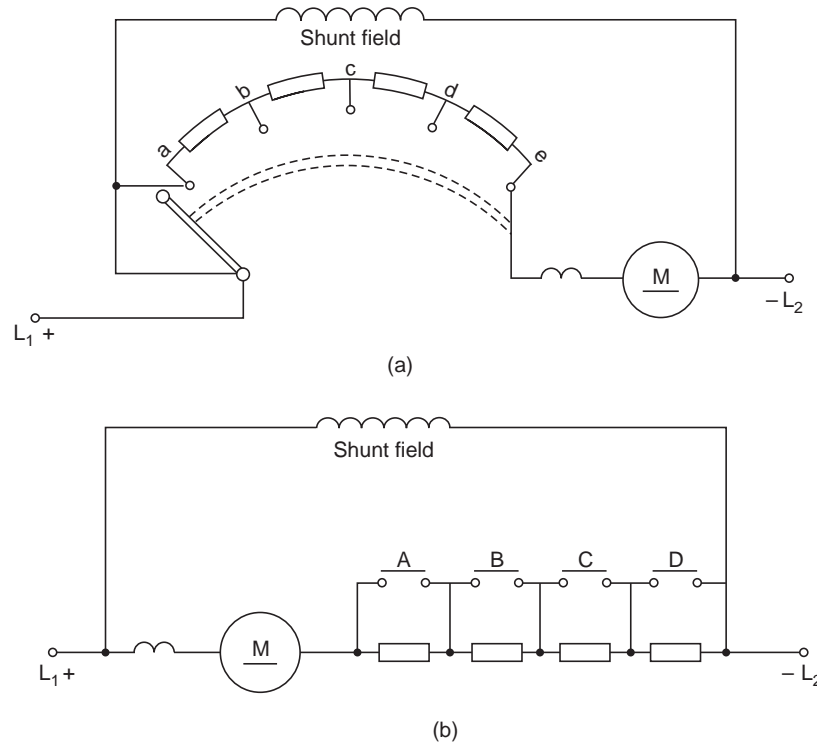 Shunt field
a
b
c
d
e
M
L₁ +
– L₂
(a)
Shunt field
A
B
C
D
M
L₁ +
– L₂
(b)